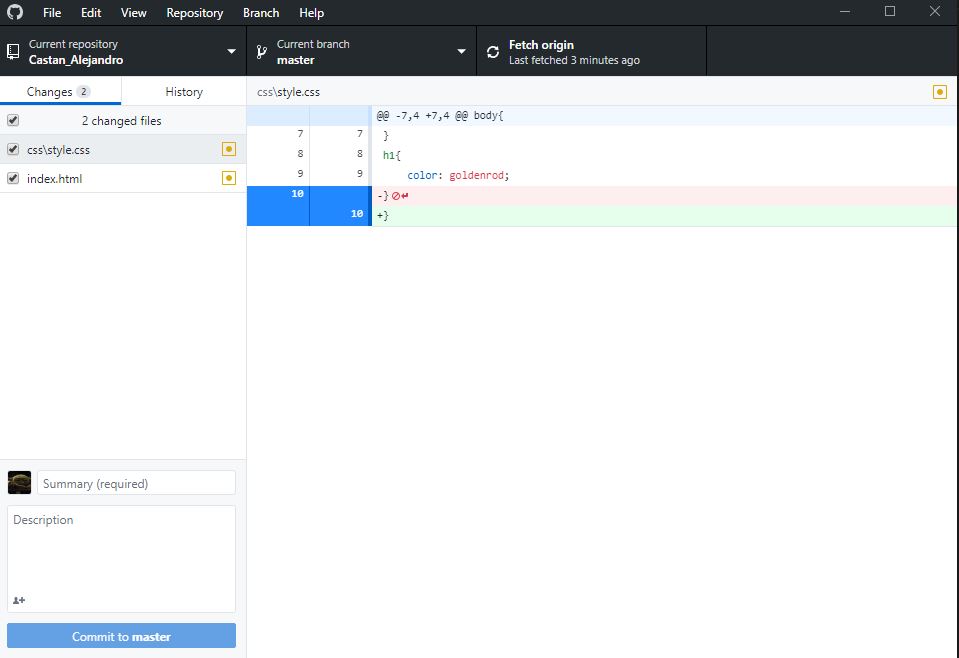 File Edit View Repository Branch Help
Current repository
Castan_Alejandro
Current branch
master
Fetch origin
Last fetched 3 minutes ago
Changes 2 History
css\style.css
2 changed files
css\style.css
index.html
@@ -7,4 +7,4 @@ body{
7 7 }
8 8 h1{
9 9 color: goldenrod;
10 -}
10 +}
Summary (required)
Description
Commit to master